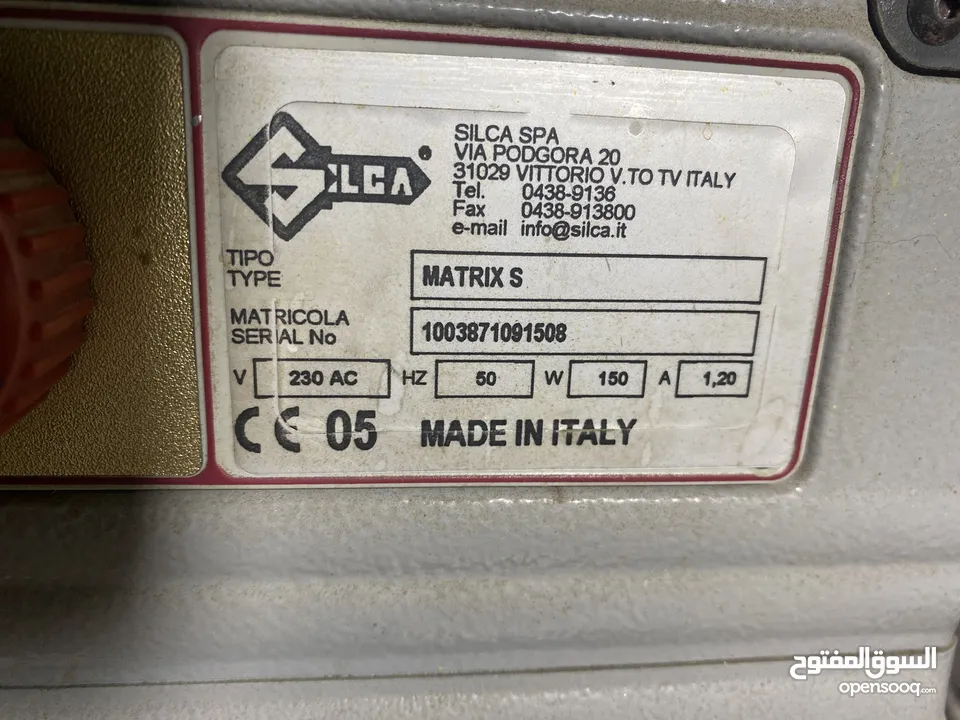 SILCA®
SILCA SPA
VIA PODGORA 20
31029 VITTORIO V.TO TV ITALY
Tel. 0438-9136
Fax 0438-913800
e-mail info@silca.it
TIPO
TYPE MATRIX S
MATRICOLA
SERIAL No 1003871091508
V 230 AC HZ 50 W 150 A 1,20
CE 05 MADE IN ITALY
السوق المفتوح
opensooq.com